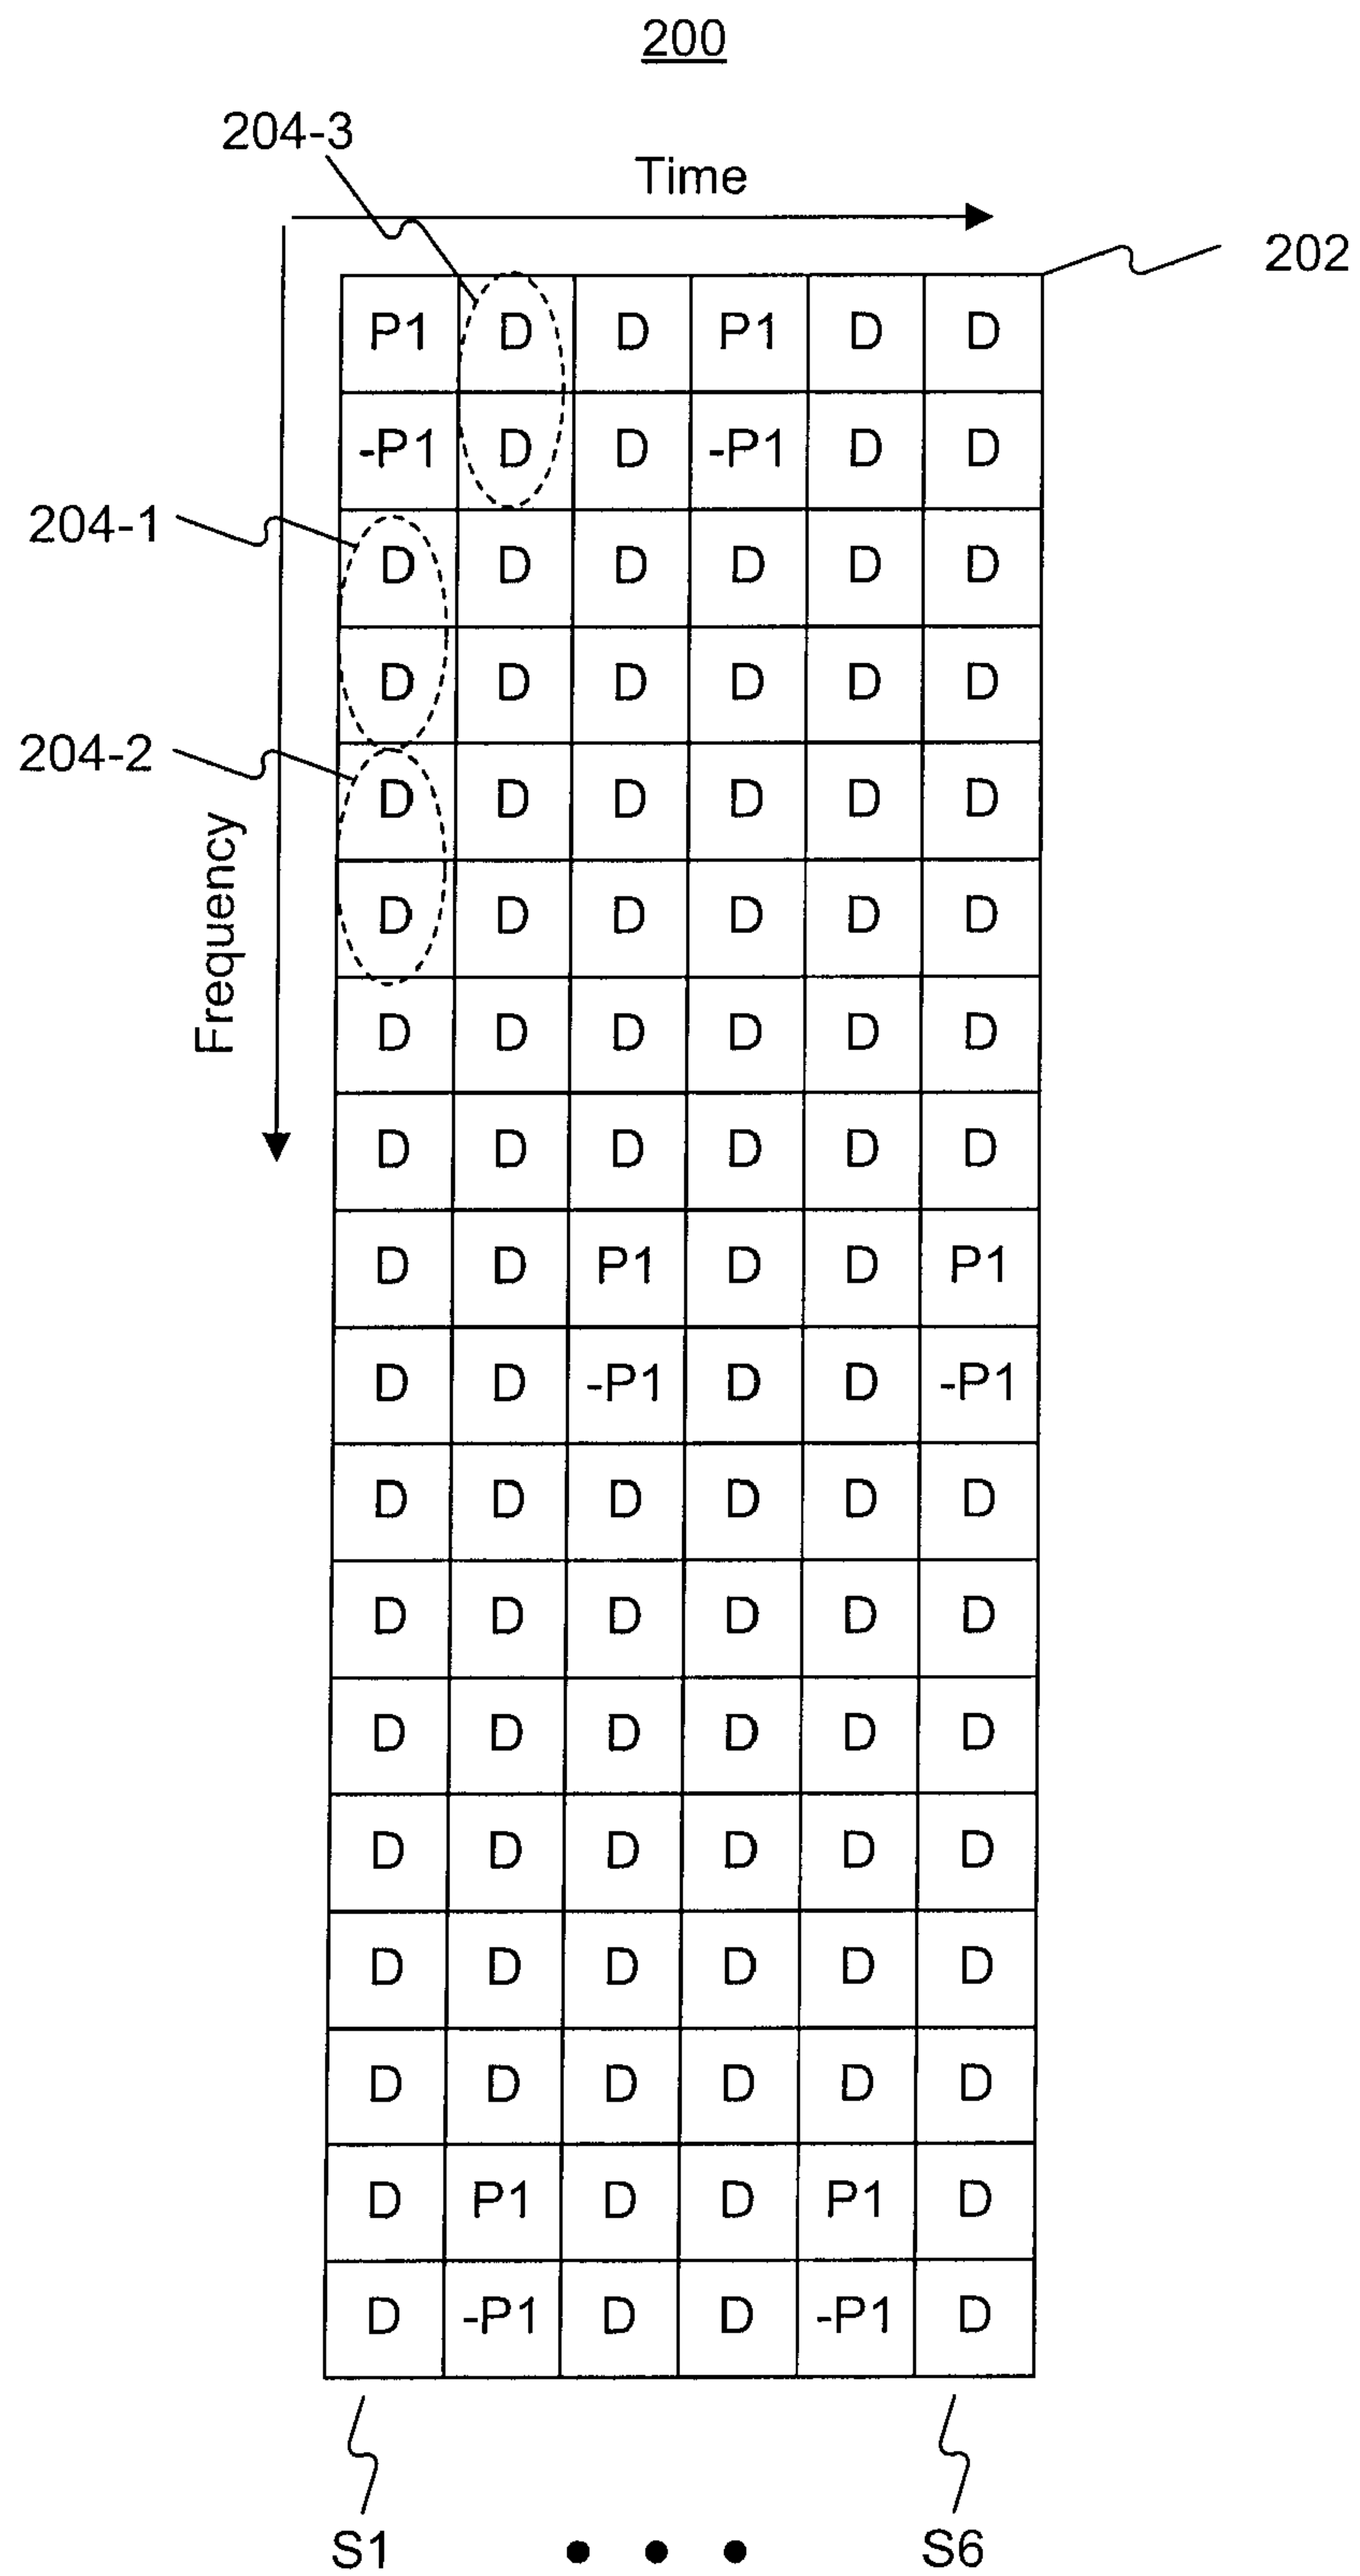 200
204-3
Time
202
P1 D D P1 D D
-P1 D D -P1 D D
204-1
D D D D D D
D D D D D D
204-2
D D D D D D
D D D D D D
Frequency
D D D D D D
D D D D D D
D D P1 D D P1
D D -P1 D D -P1
D D D D D D
D D D D D D
D D D D D D
D D D D D D
D D D D D D
D D D D D D
D P1 D D P1 D
D -P1 D D -P1 D
S1 • • • S6